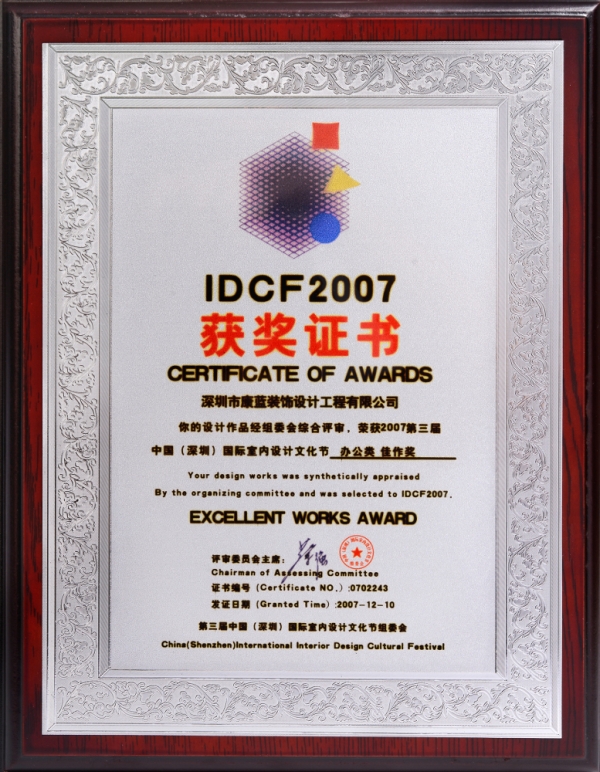 IDCF2007
获奖证书
CERTIFICATE OF AWARDS
深圳市康蓝装饰设计工程有限公司
你的设计作品经组委会综合评审，荣获2007第三届
中国（深圳）国际室内设计文化节 办公类 佳作奖
Your design works was synthetically appraised
By the organizing committee and was selected to IDCF2007.
EXCELLENT WORKS AWARD
评审委员会主席：
Chairman of Assessing Committee
证书编号 (Certificate NO.) :0702243
发证日期 (Granted Time) :2007-12-10
第三届中国（深圳）国际室内设计文化节组委会
China(Shenzhen)International Interior Design Cultural Festival